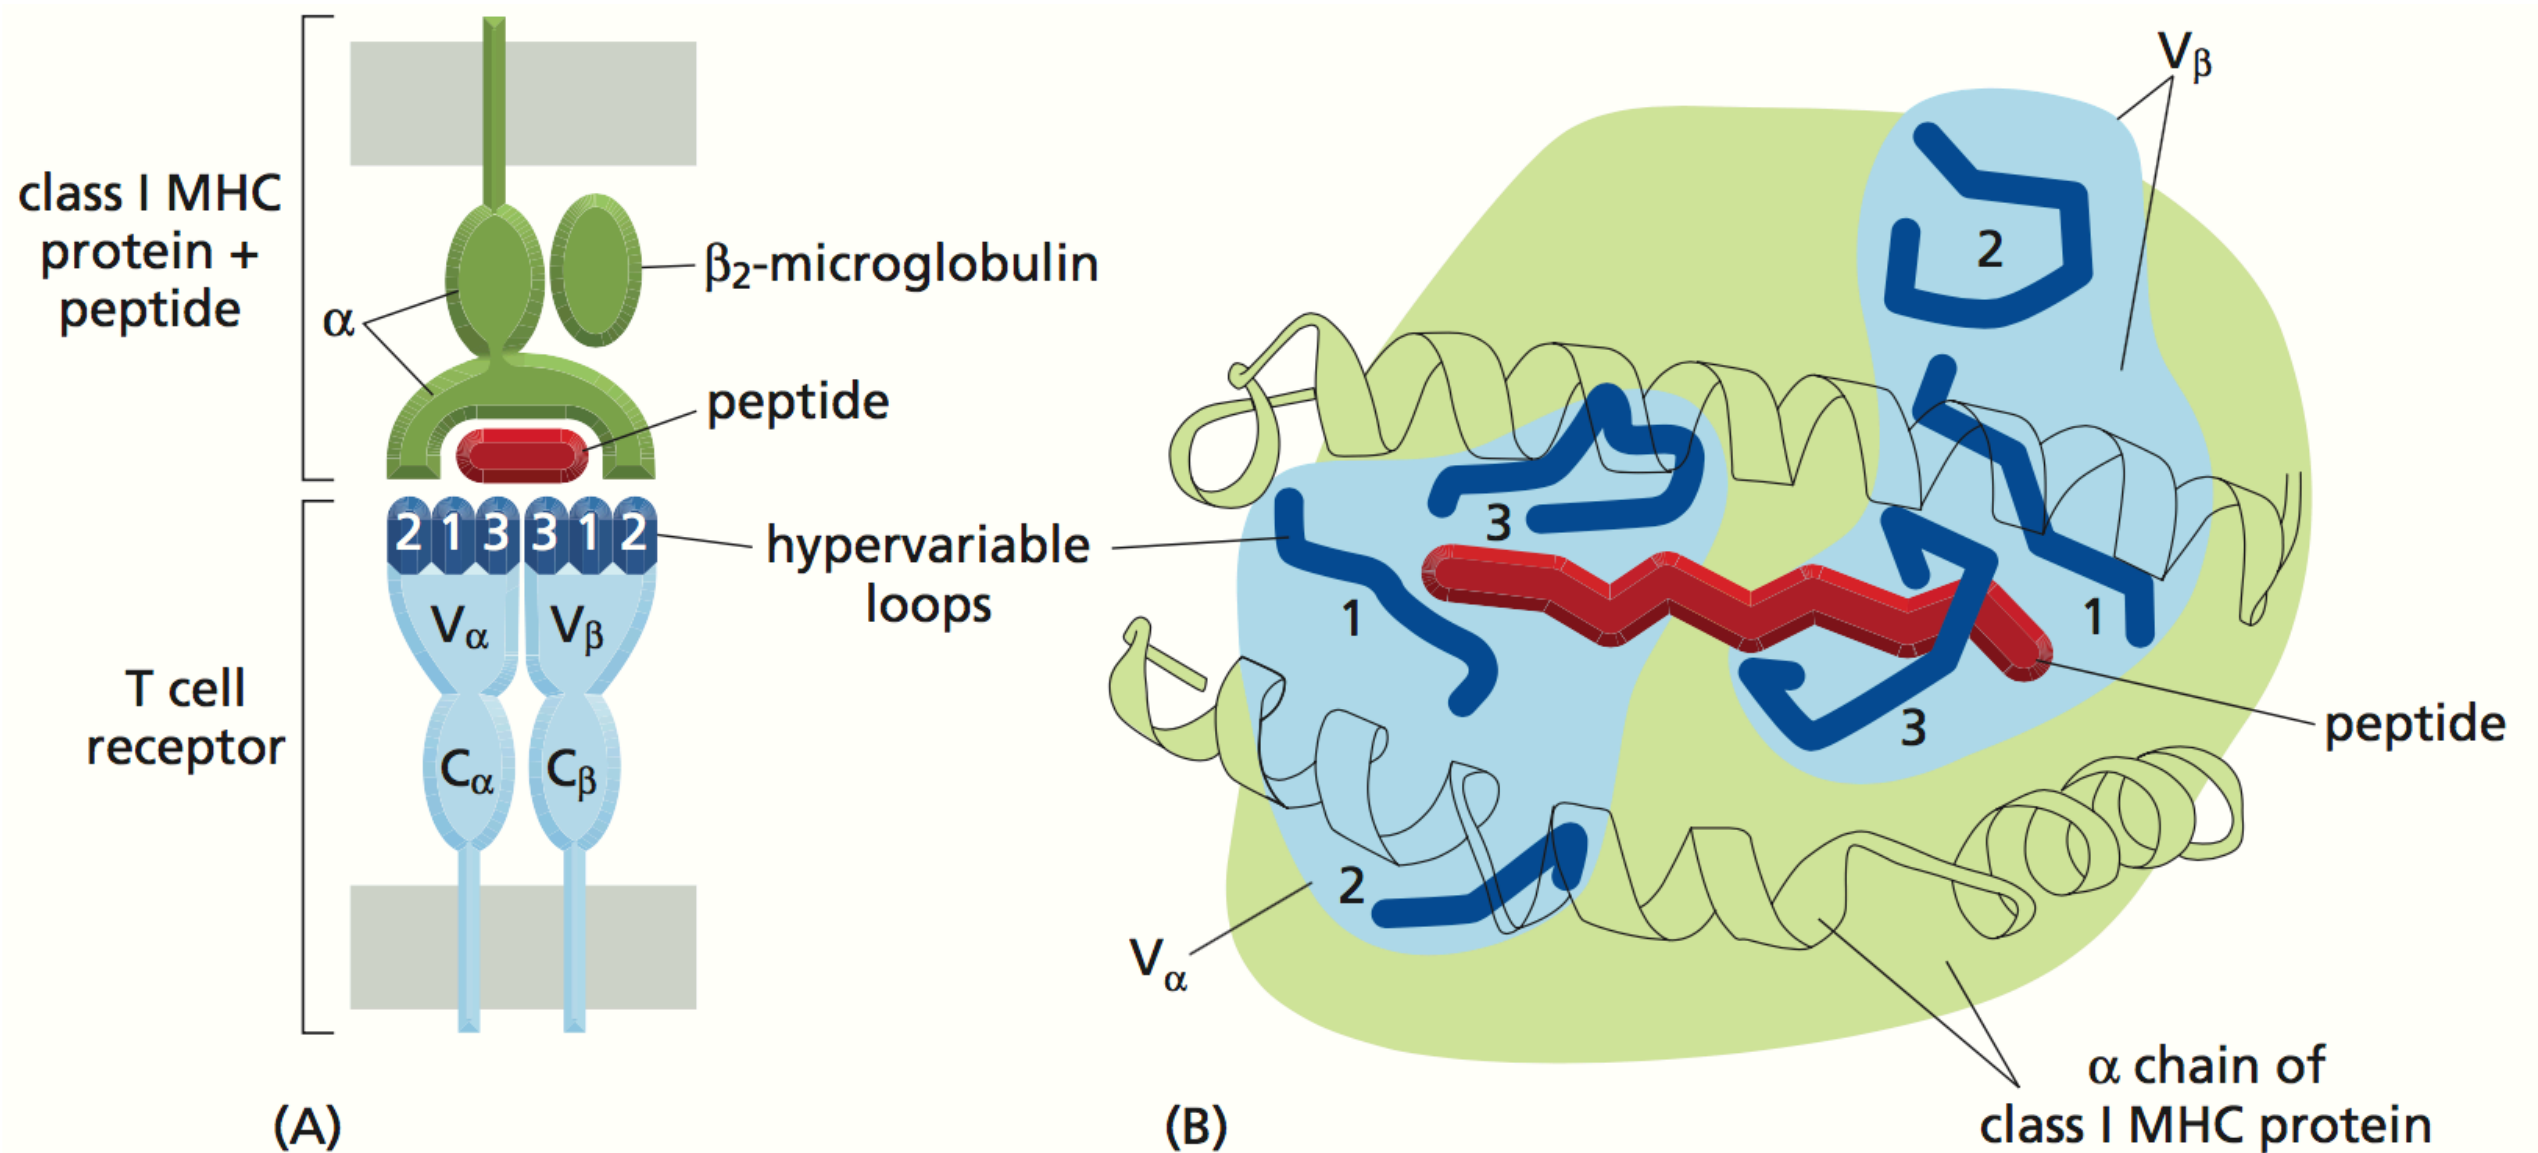 class I MHC
protein +
peptide
α
β₂-microglobulin
peptide
2 1 3 3 1 2
hypervariable
loops
Vα Vβ
T cell
receptor
Cα Cβ
(A)
Vβ
2
3
1
1
3
peptide
2
Vα
α chain of
class I MHC protein
(B)